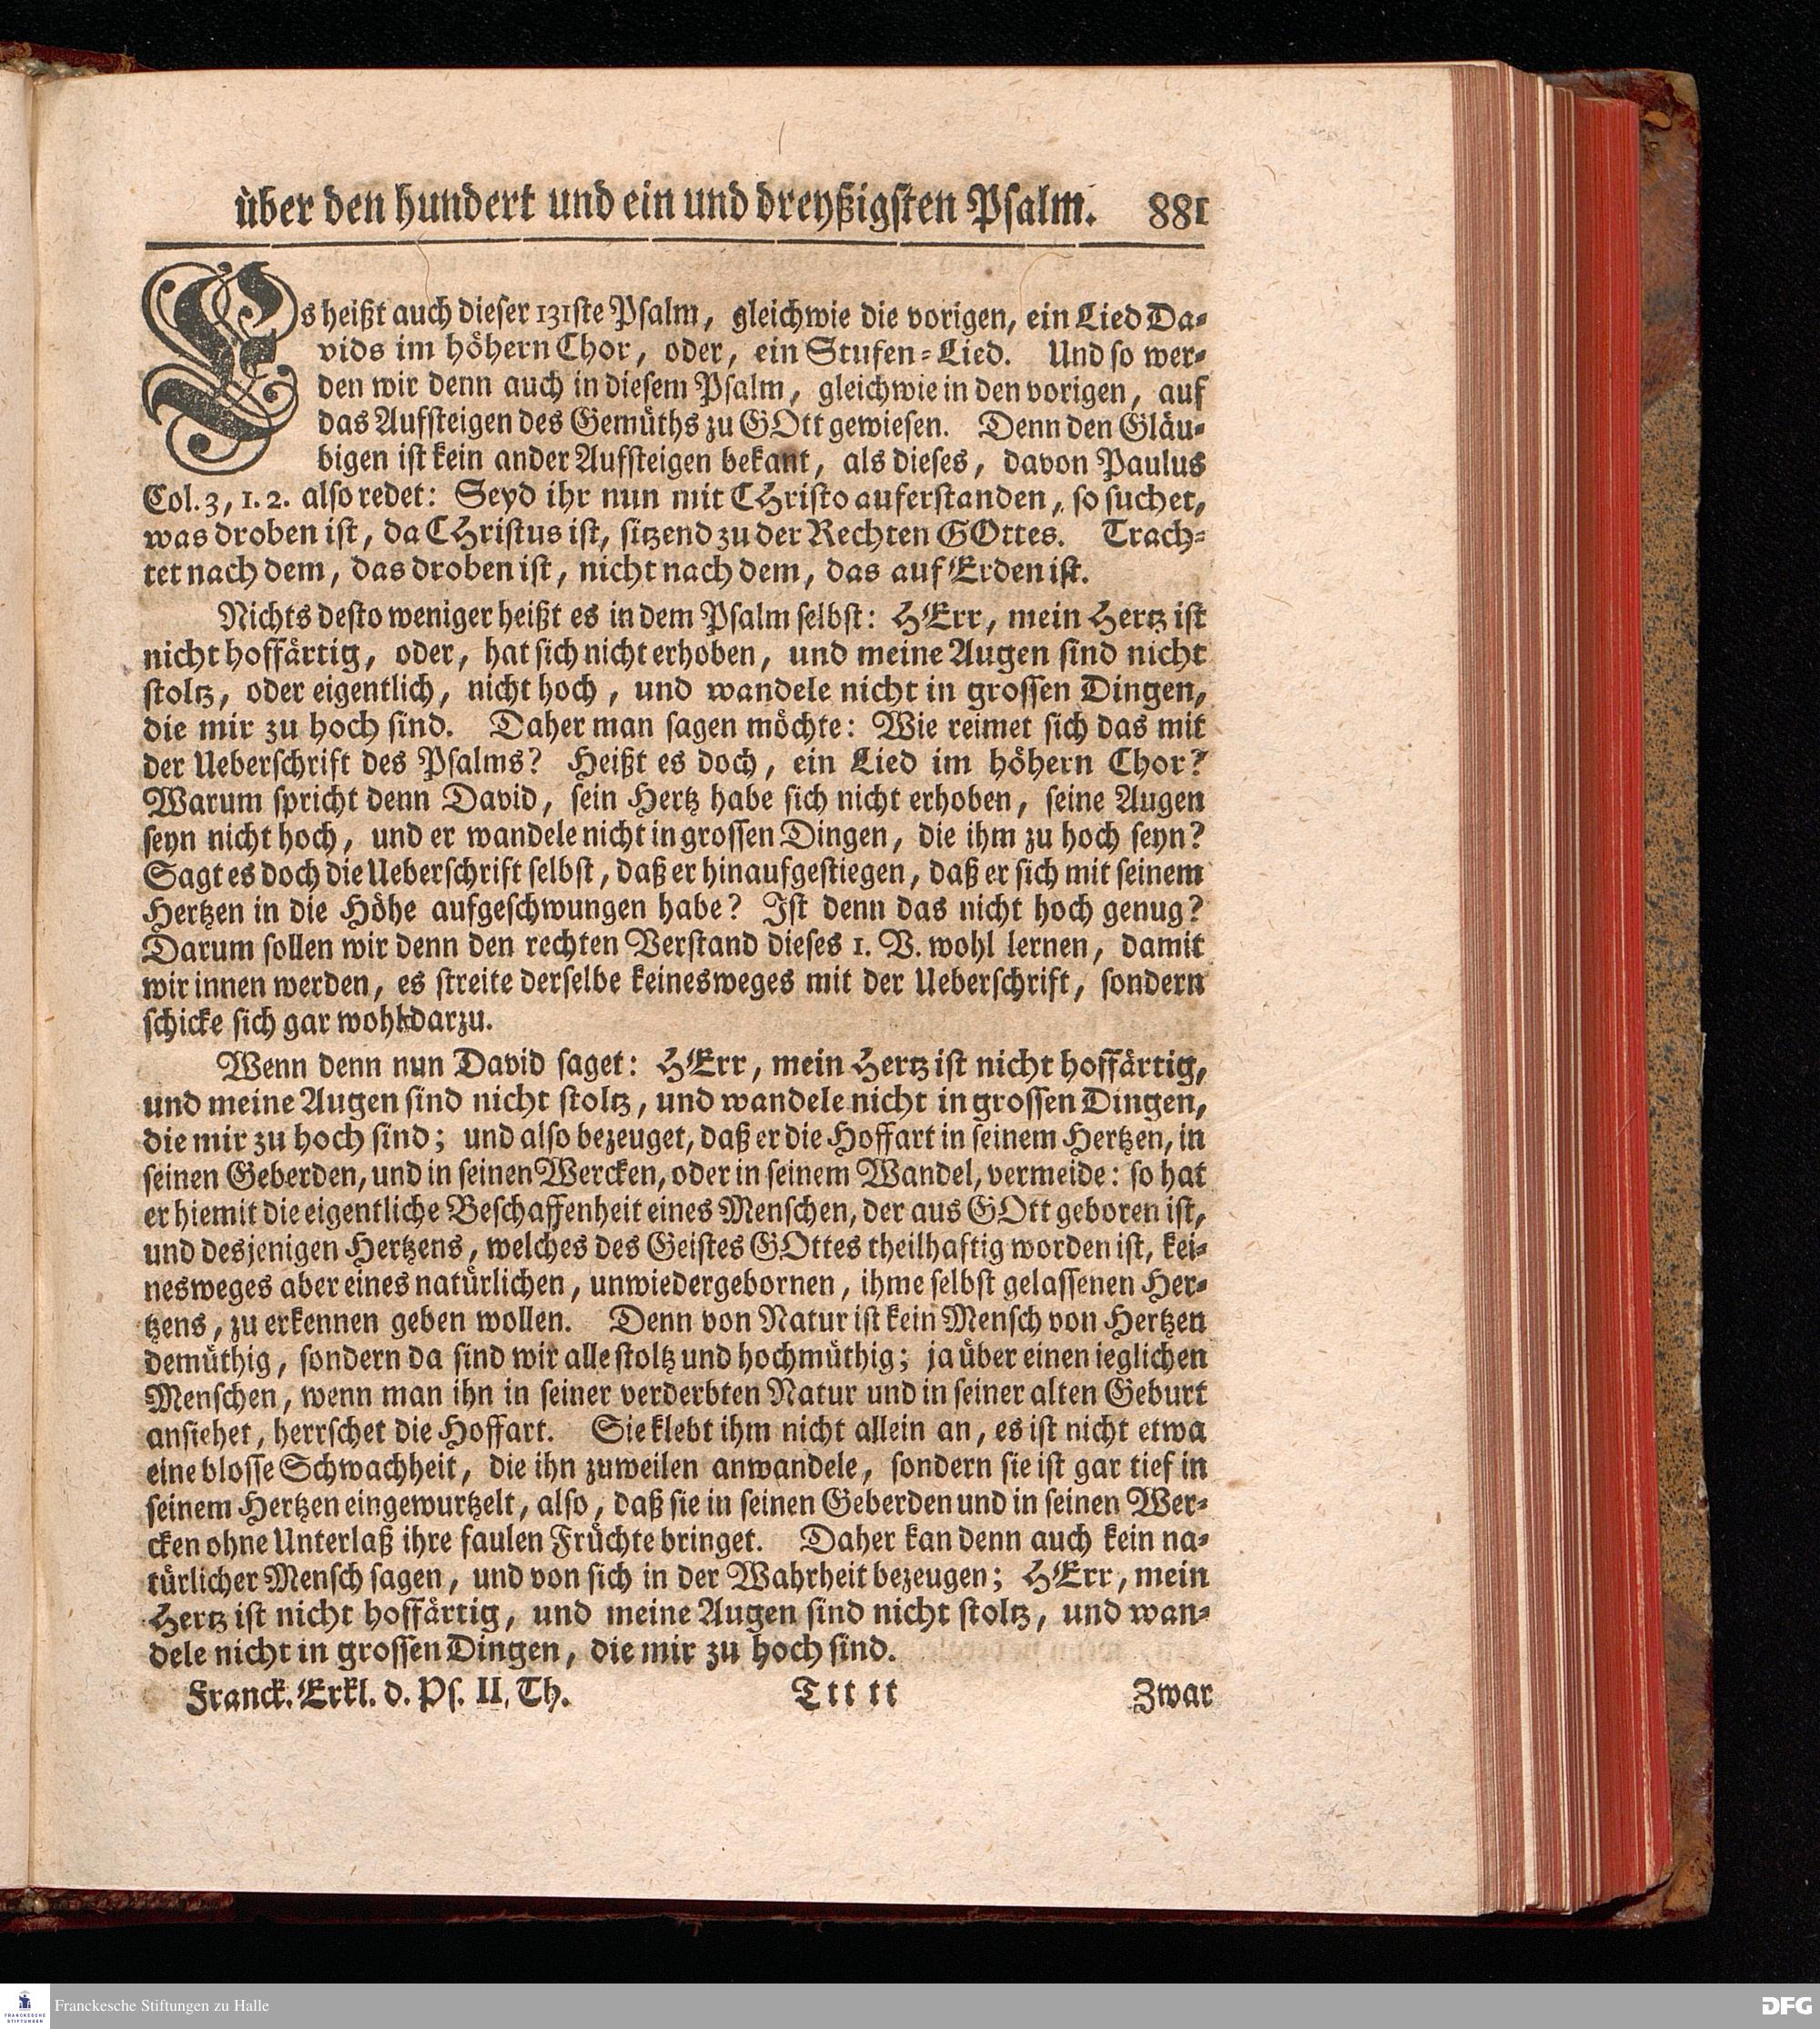 über den hundert und ein und dreyßigsten Psalm. 881
Es heißt auch dieser 131ste Psalm, gleichwie die vorigen, ein Lied Da-
vids im höhern Chor, oder, ein Stufen-Lied. Und so wer-
den wir denn auch in diesem Psalm, gleichwie in den vorigen, auf
das Aufsteigen des Gemüths zu GOtt gewiesen. Denn den Gläu-
bigen ist kein ander Aufsteigen bekant, als dieses, davon Paulus
Col. 3, 1. 2. also redet: Seyd ihr nun mit CHristo auferstanden, so suchet,
was droben ist, da CHristus ist, sitzend zu der Rechten GOttes. Trach-
tet nach dem, das droben ist, nicht nach dem, das auf Erden ist.
Nichts desto weniger heißt es in dem Psalm selbst: HErr, mein Hertz ist
nicht hoffärtig, oder, hat sich nicht erhoben, und meine Augen sind nicht
stoltz, oder eigentlich, nicht hoch, und wandele nicht in grossen Dingen,
die mir zu hoch sind. Daher man sagen möchte: Wie reimet sich das mit
der Ueberschrift des Psalms? Heißt es doch, ein Lied im höhern Chor?
Warum spricht denn David, sein Hertz habe sich nicht erhoben, seine Augen
seyn nicht hoch, und er wandele nicht in grossen Dingen, die ihm zu hoch seyn?
Sagt es doch die Ueberschrift selbst, daß er hinaufgestiegen, daß er sich mit seinem
Hertzen in die Höhe aufgeschwungen habe? Ist denn das nicht hoch genug?
Darum sollen wir denn den rechten Verstand dieses 1. V. wohl lernen, damit
wir innen werden, es streite derselbe keinesweges mit der Ueberschrift, sondern
schicke sich gar wohl darzu.
Wenn denn nun David saget: HErr, mein Hertz ist nicht hoffärtig,
und meine Augen sind nicht stoltz, und wandele nicht in grossen Dingen,
die mir zu hoch sind; und also bezeuget, daß er die Hoffart in seinem Hertzen, in
seinen Geberden, und in seinen Wercken, oder in seinem Wandel, vermeide: so hat
er hiemit die eigentliche Beschaffenheit eines Menschen, der aus GOtt geboren ist,
und desjenigen Hertzens, welches des Geistes GOttes theilhaftig worden ist, kei-
nesweges aber eines natürlichen, unwiedergebornen, ihme selbst gelassenen Her-
tzens, zu erkennen geben wollen. Denn von Natur ist kein Mensch von Hertzen
demüthig, sondern da sind wir alle stoltz und hochmüthig; ja über einen ieglichen
Menschen, wenn man ihn in seiner verderbten Natur und in seiner alten Geburt
ansiehet, herrschet die Hoffart. Sie klebt ihm nicht allein an, es ist nicht etwa
eine blosse Schwachheit, die ihn zuweilen anwandele, sondern sie ist gar tief in
seinem Hertzen eingewurtzelt, also, daß sie in seinen Geberden und in seinen Wer-
cken ohne Unterlaß ihre faulen Früchte bringet. Daher kan denn auch kein na-
türlicher Mensch sagen, und von sich in der Wahrheit bezeugen; HErr, mein
Hertz ist nicht hoffärtig, und meine Augen sind nicht stoltz, und wan-
dele nicht in grossen Dingen, die mir zu hoch sind.
Franck. Erkl. d. Ps. II. Th. Ttt tt Zwar
FRANCKESCHE STIFTUNGEN
Franckesche Stiftungen zu Halle
DFG